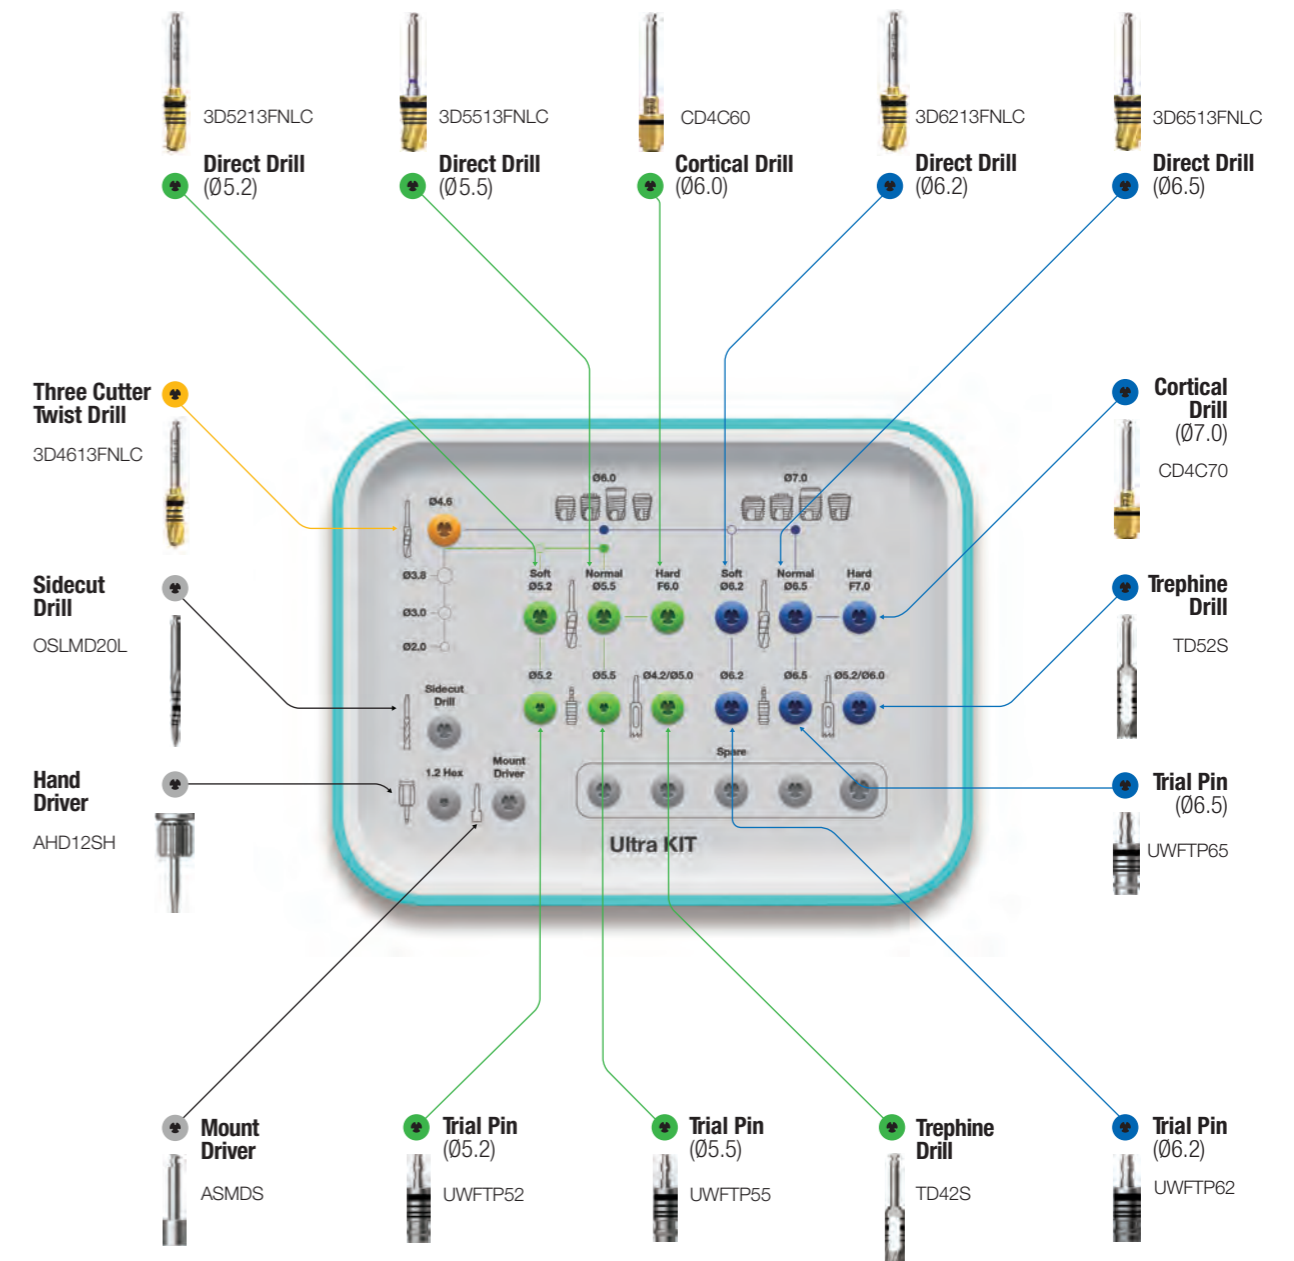 3D5213FNLC
Direct Drill
(Ø5.2)
3D5513FNLC
Direct Drill
(Ø5.5)
CD4C60
Cortical Drill
(Ø6.0)
3D6213FNLC
Direct Drill
(Ø6.2)
3D6513FNLC
Direct Drill
(Ø6.5)
Three Cutter
Twist Drill
3D4613FNLC
Cortical
Drill
(Ø7.0)
CD4C70
Sidecut
Drill
OSLMD20L
Trephine
Drill
TD52S
Hand
Driver
AHD12SH
Trial Pin
(Ø6.5)
UWFTP65
Ø4.6
Ø6.0
Ø7.0
Ø3.8
Ø3.0
Ø2.0
Soft
Ø5.2
Normal
Ø5.5
Hard
F6.0
Soft
Ø6.2
Normal
Ø6.5
Hard
F7.0
Ø5.2
Ø5.5
Ø4.2/Ø5.0
Ø6.2
Ø6.5
Ø5.2/Ø6.0
Sidecut
Drill
1.2 Hex
Mount
Driver
Spare
Ultra KIT
Mount
Driver
ASMDS
Trial Pin
(Ø5.2)
UWFTP52
Trial Pin
(Ø5.5)
UWFTP55
Trephine
Drill
TD42S
Trial Pin
(Ø6.2)
UWFTP62